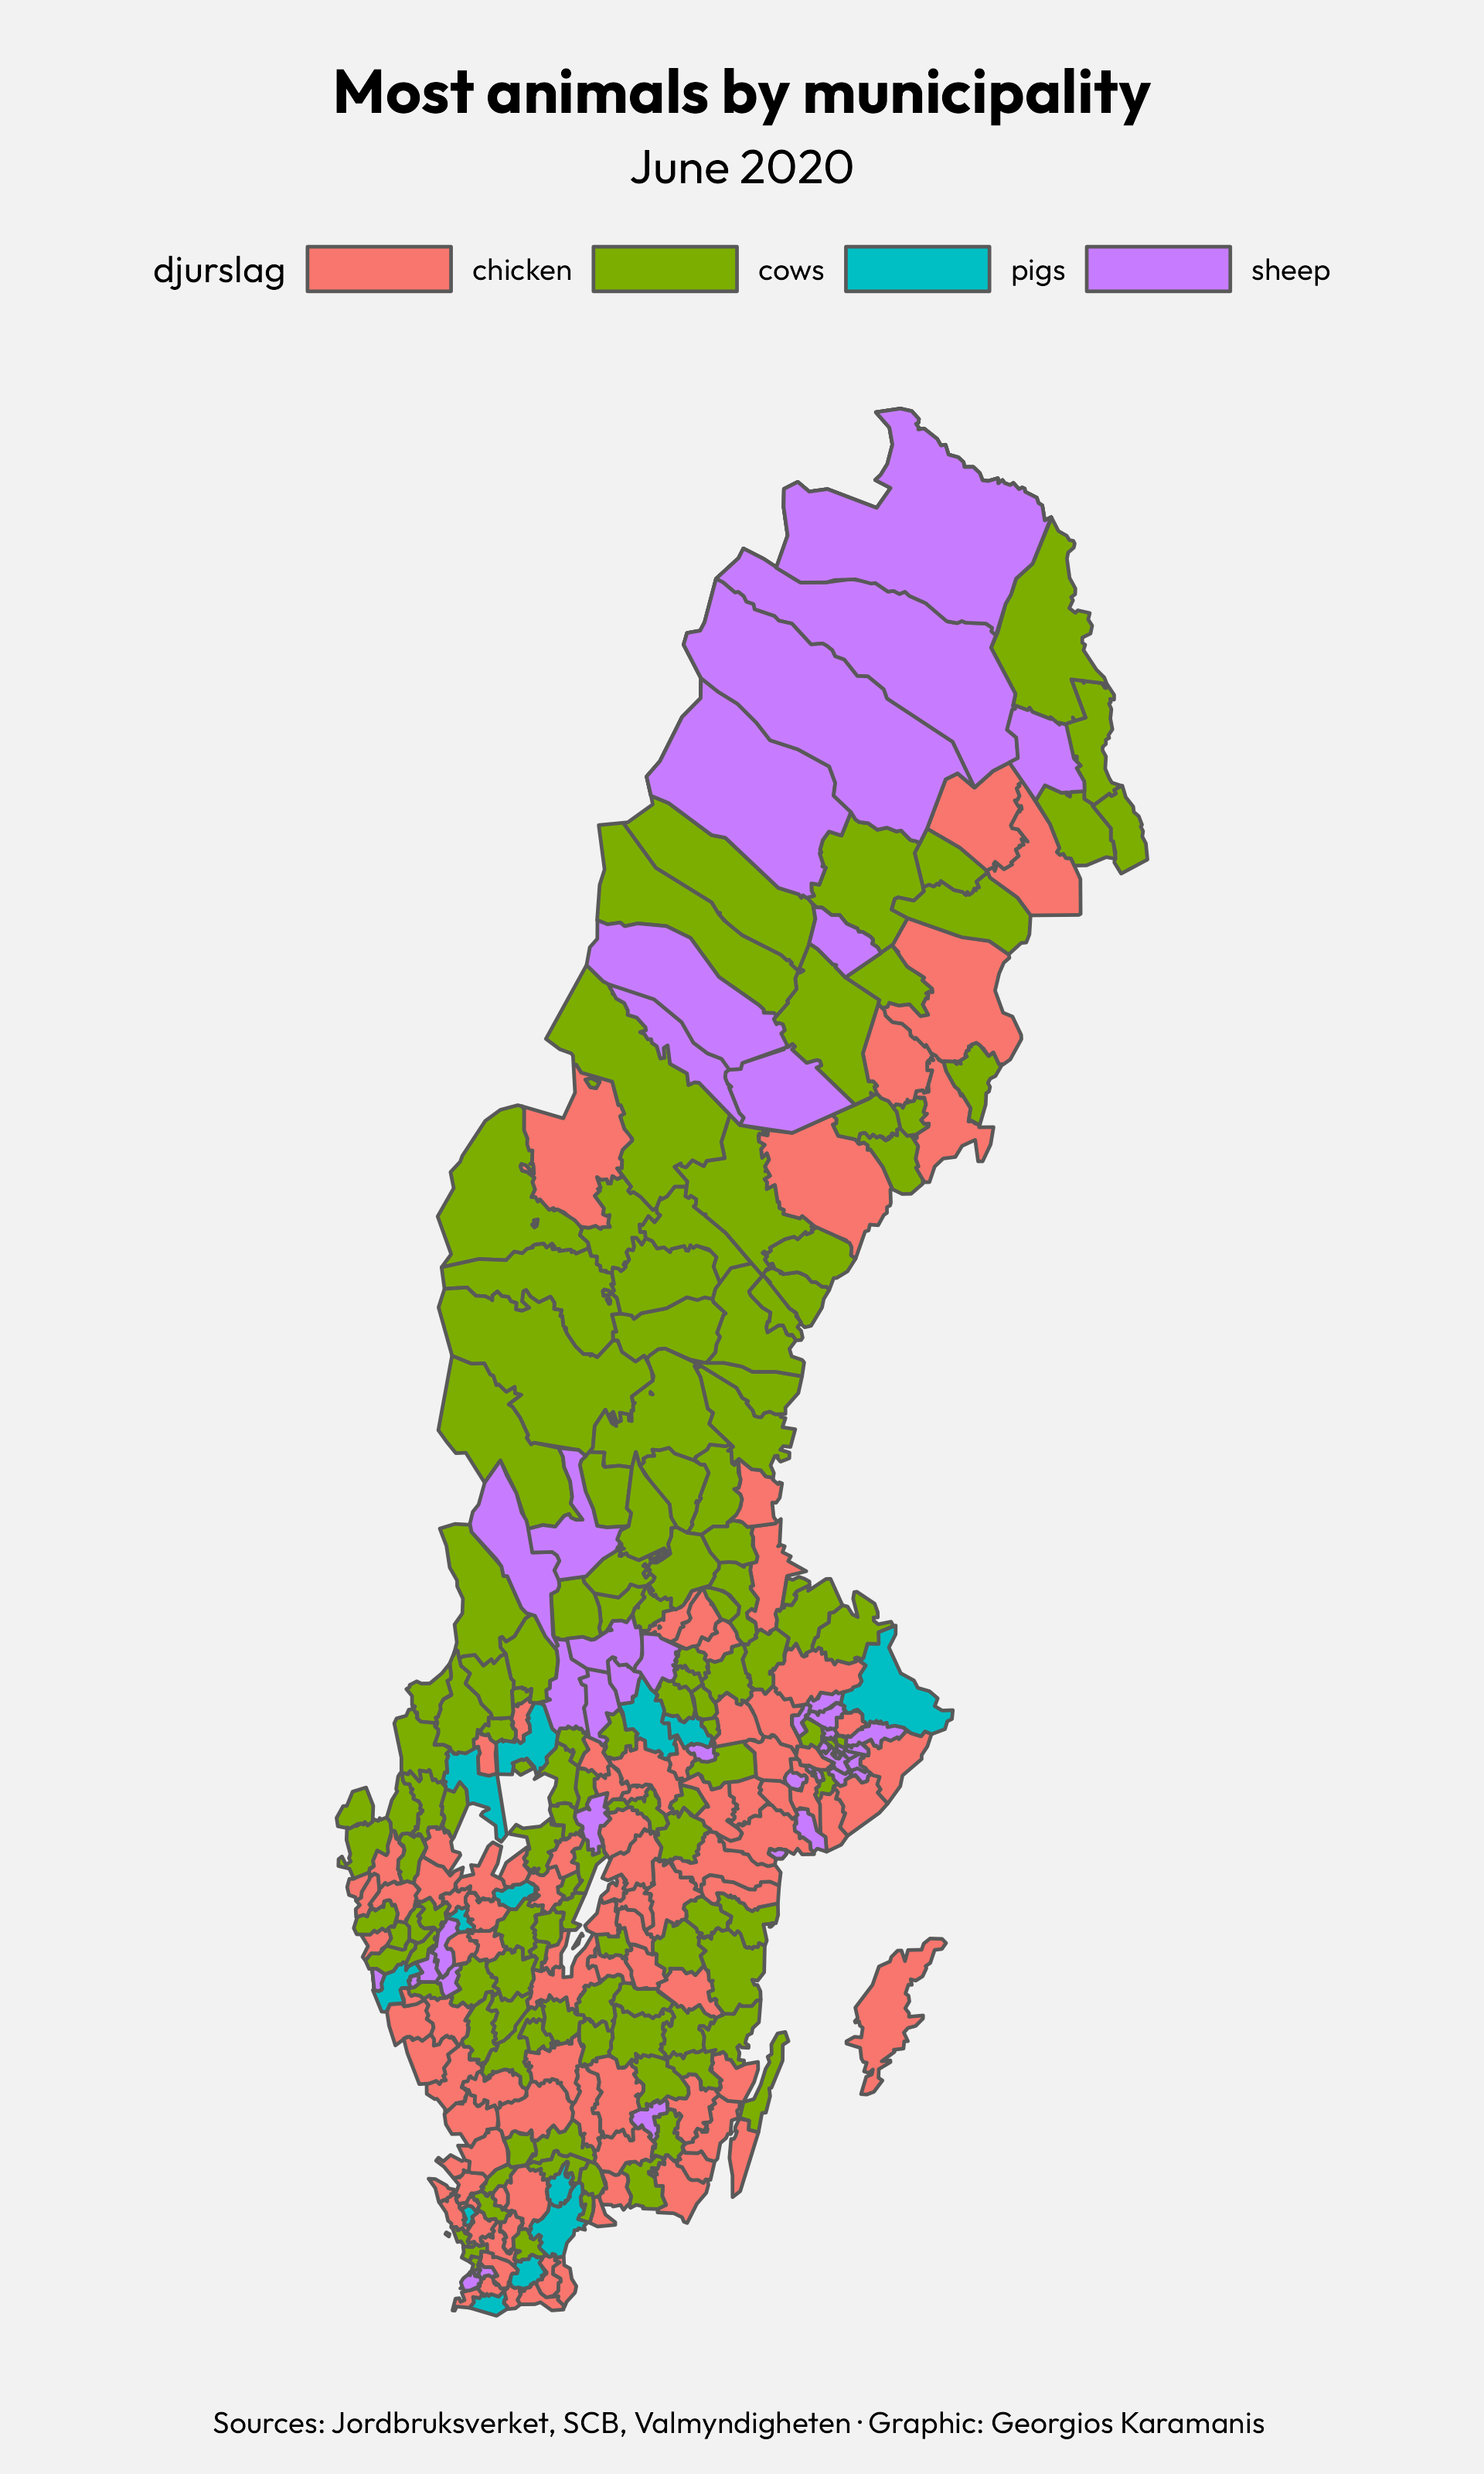 Most animals by municipality
June 2020
djurslag chicken cows pigs sheep
Sources: Jordbruksverket, SCB, Valmyndigheten · Graphic: Georgios Karamanis